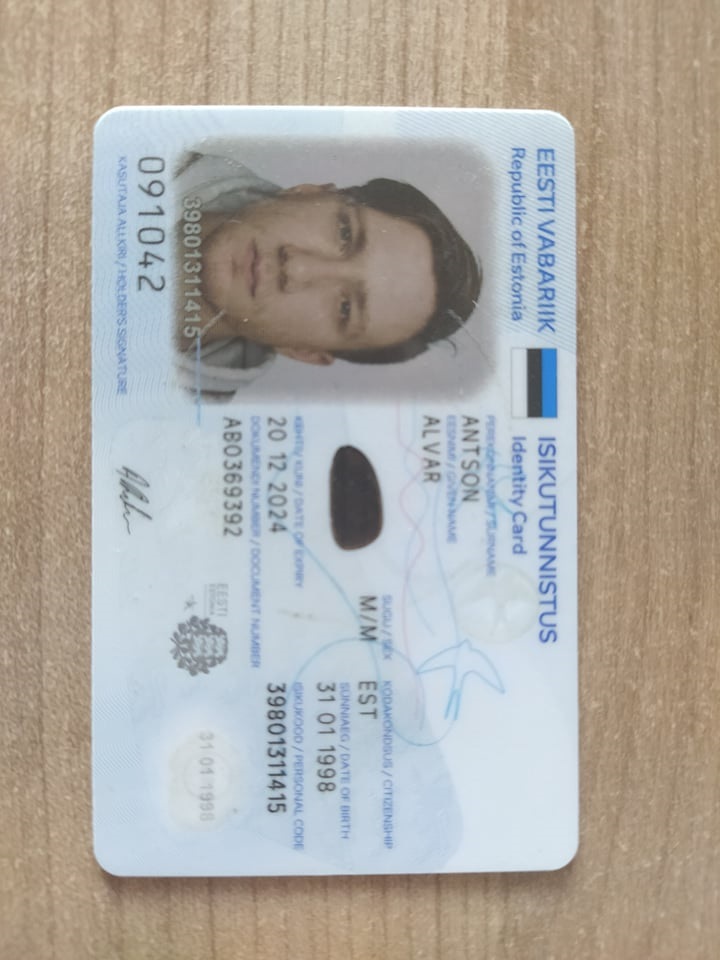 EESTI VABARIIK ISIKUTUNNISTUS
Republic of Estonia Identity Card
PEREKONNANIMI / SURNAME
ANTSON
EESNIMI / GIVEN NAME
ALVAR
SUGU / SEX KODAKONDSUS / CITIZENSHIP
M/M EST
SÜNNIAEG / DATE OF BIRTH
31 01 1998
KEHTIV KUNI / DATE OF EXPIRY ISIKUKOOD / PERSONAL CODE
20 12 2024 39801311415
DOKUMENDI NUMBER / DOCUMENT NUMBER
AB0369392
39801311415
EESTI
ESTONIA
31 01 1998
091042
KASUTAJA ALLKIRI / HOLDER'S SIGNATURE